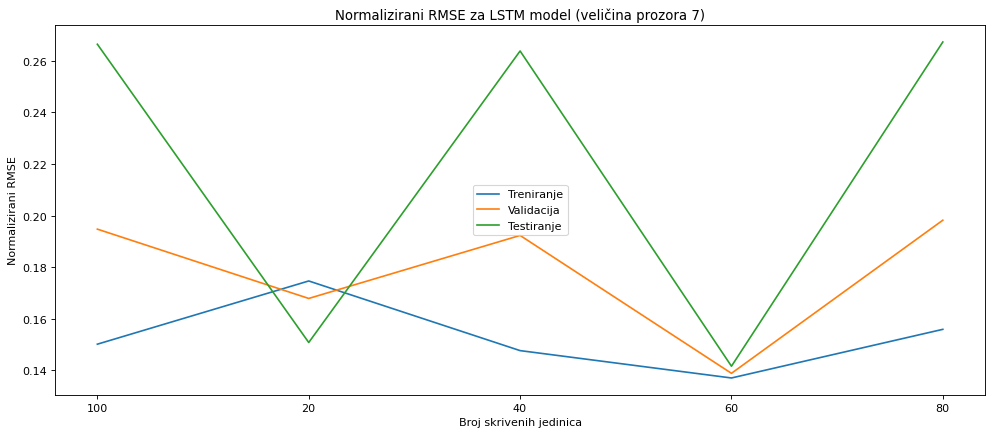 Normalizirani RMSE za LSTM model (veličina prozora 7)
0.26
0.24
0.22
0.20
0.18
0.16
0.14
Normalizirani RMSE
Treniranje
Validacija
Testiranje
100 20 40 60 80
Broj skrivenih jedinica